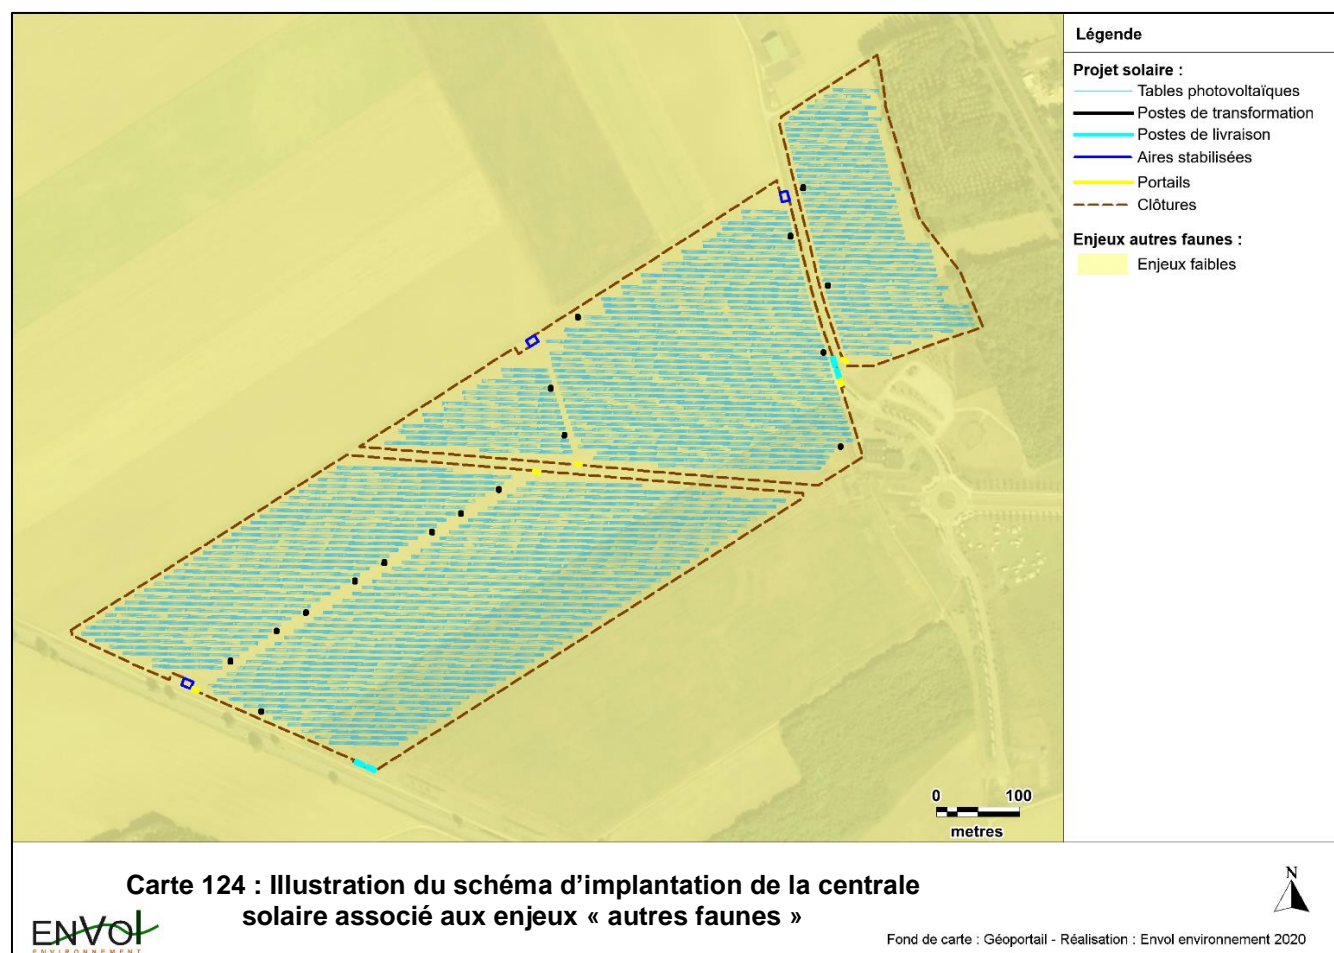 Légende
Projet solaire :
Tables photovoltaïques
Postes de transformation
Postes de livraison
Aires stabilisées
Portails
Clôtures
Enjeux autres faunes :
Enjeux faibles
0 100
metres
Carte 124 : Illustration du schéma d’implantation de la centrale
solaire associé aux enjeux « autres faunes »
N
EnVOl
ENVIRONNEMENT
Fond de carte : Géoportail - Réalisation : Envol environnement 2020